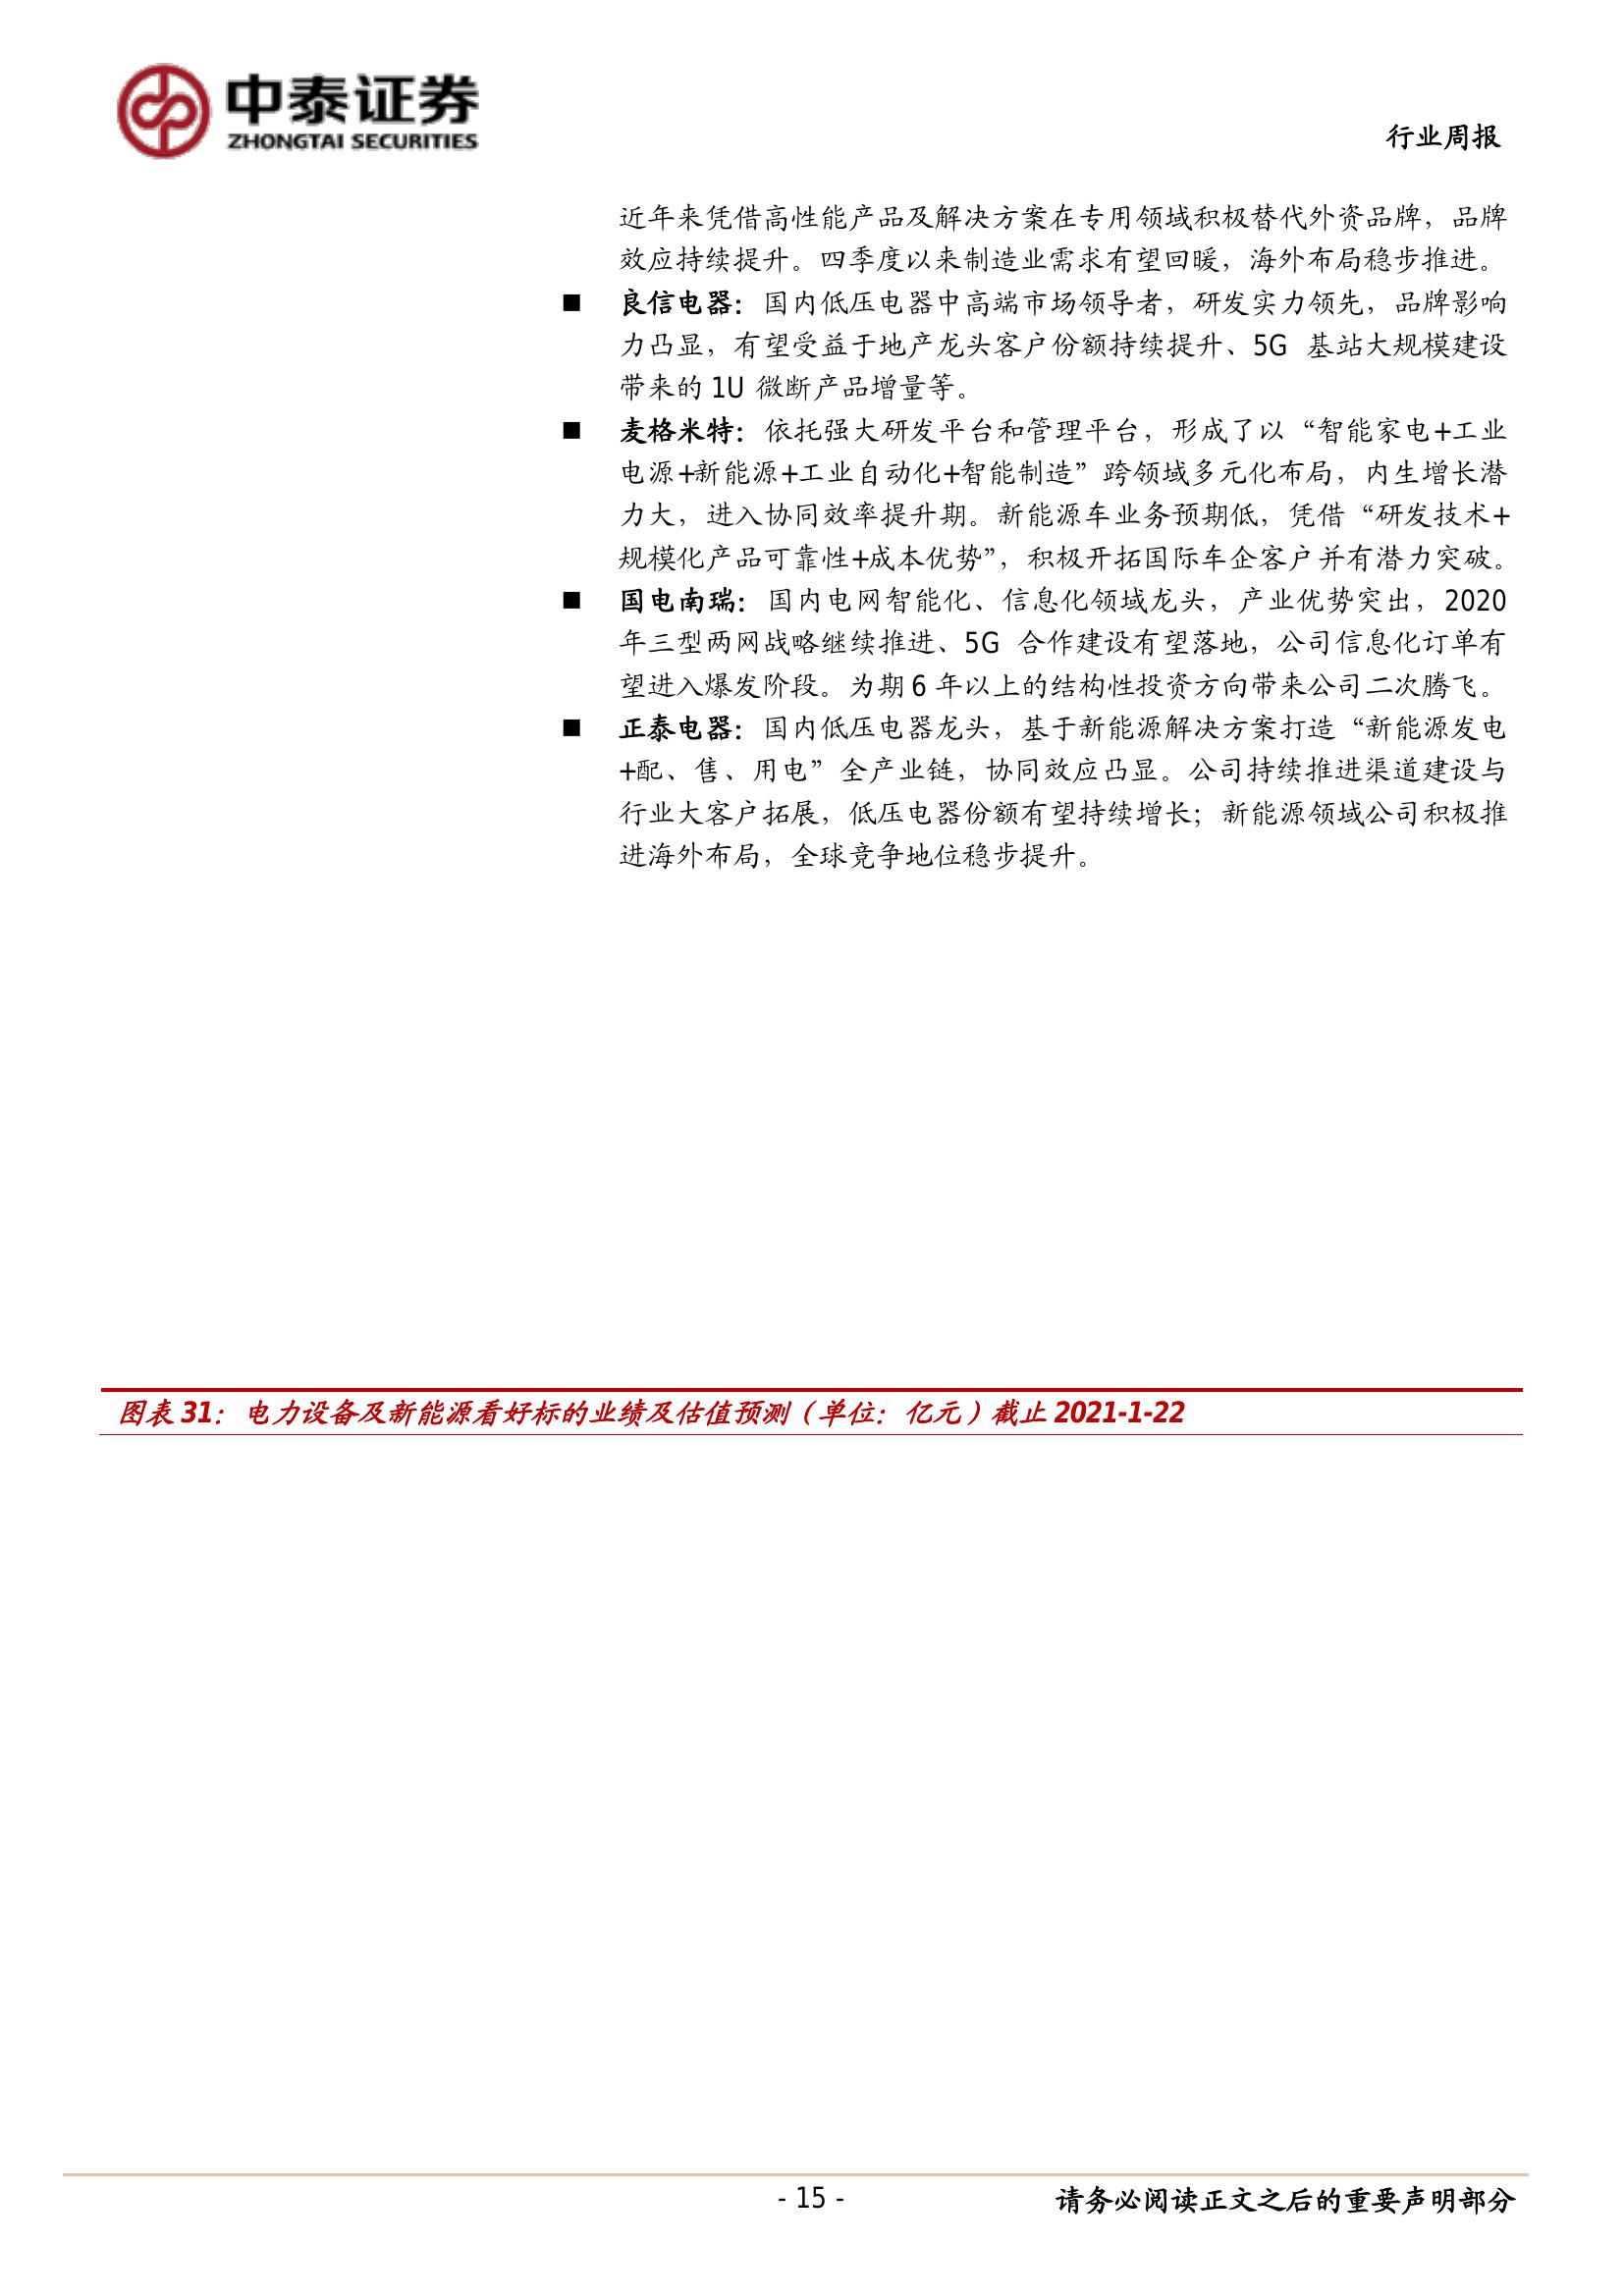 中泰证券
ZHONGTAI SECURITIES
行业周报
近年来凭借高性能产品及解决方案在专用领域积极替代外资品牌，品牌
效应持续提升。四季度以来制造业需求有望回暖，海外布局稳步推进。
■ 良信电器：国内低压电器中高端市场领导者，研发实力领先，品牌影响
力凸显，有望受益于地产龙头客户份额持续提升、5G 基站大规模建设
带来的 1U 微断产品增量等。
■ 麦格米特：依托强大研发平台和管理平台，形成了以“智能家电+工业
电源+新能源+工业自动化+智能制造”跨领域多元化布局，内生增长潜
力大，进入协同效率提升期。新能源车业务预期低，凭借“研发技术+
规模化产品可靠性+成本优势”，积极开拓国际车企客户并有潜力突破。
■ 国电南瑞：国内电网智能化、信息化领域龙头，产业优势突出，2020
年三型两网战略继续推进、5G 合作建设有望落地，公司信息化订单有
望进入爆发阶段。为期 6 年以上的结构性投资方向带来公司二次腾飞。
■ 正泰电器：国内低压电器龙头，基于新能源解决方案打造“新能源发电
+配、售、用电”全产业链，协同效应凸显。公司持续推进渠道建设与
行业大客户拓展，低压电器份额有望持续增长；新能源领域公司积极推
进海外布局，全球竞争地位稳步提升。
图表 31：电力设备及新能源看好标的业绩及估值预测（单位：亿元）截止 2021-1-22
- 15 -
请务必阅读正文之后的重要声明部分